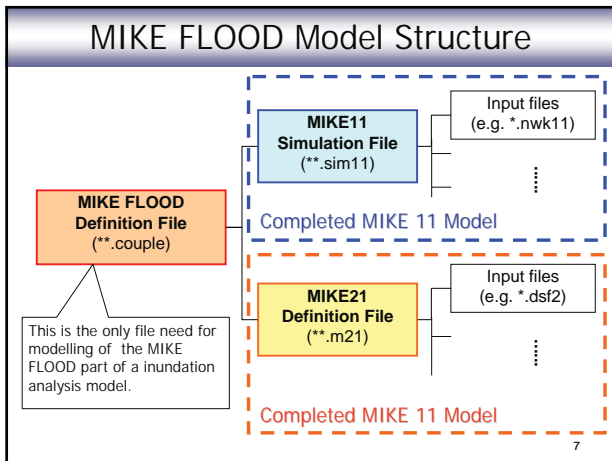 MIKE FLOOD Model Structure
MIKE FLOOD
Definition File
(**.couple)
This is the only file need for
modelling of the MIKE
FLOOD part of a inundation
analysis model.
MIKE11
Simulation File
(**.sim11)
Input files
(e.g. *.nwk11)
Completed MIKE 11 Model
MIKE21
Definition File
(**.m21)
Input files
(e.g. *.dsf2)
Completed MIKE 11 Model
7